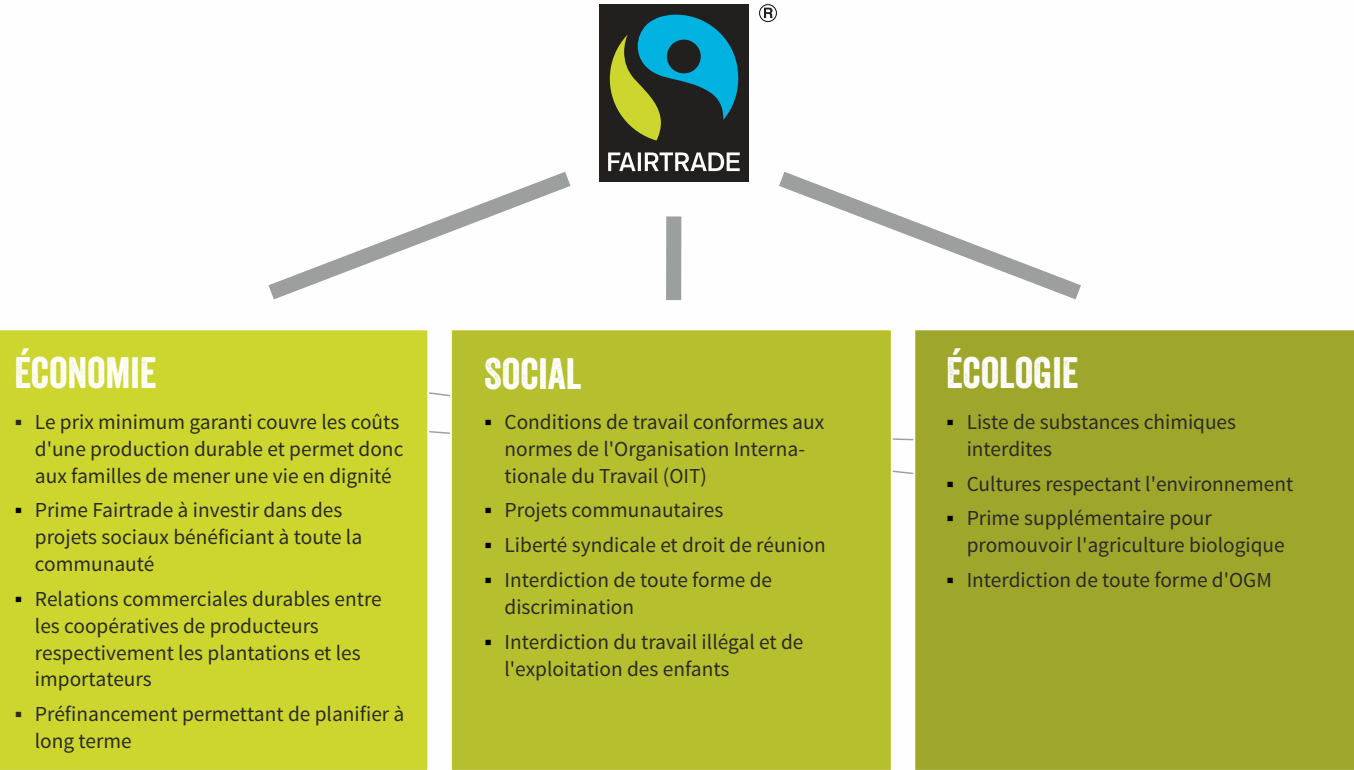 ®
FAIRTRADE
ÉCONOMIE
▪ Le prix minimum garanti couvre les coûts
d'une production durable et permet donc
aux familles de mener une vie en dignité
▪ Prime Fairtrade à investir dans des
projets sociaux bénéficiant à toute la
communauté
▪ Relations commerciales durables entre
les coopératives de producteurs
respectivement les plantations et les
importateurs
▪ Préfinancement permettant de planifier à
long terme
SOCIAL
▪ Conditions de travail conformes aux
normes de l'Organisation Interna-
tionale du Travail (OIT)
▪ Projets communautaires
▪ Liberté syndicale et droit de réunion
▪ Interdiction de toute forme de
discrimination
▪ Interdiction du travail illégal et de
l'exploitation des enfants
ÉCOLOGIE
▪ Liste de substances chimiques
interdites
▪ Cultures respectant l'environnement
▪ Prime supplémentaire pour
promouvoir l'agriculture biologique
▪ Interdiction de toute forme d'OGM